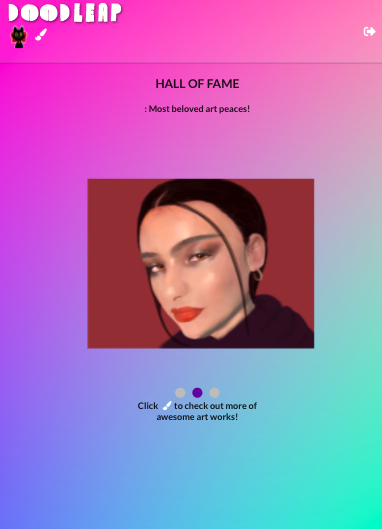 DOODLEAP
HALL OF FAME
: Most beloved art peaces!
Click to check out more of
awesome art works!